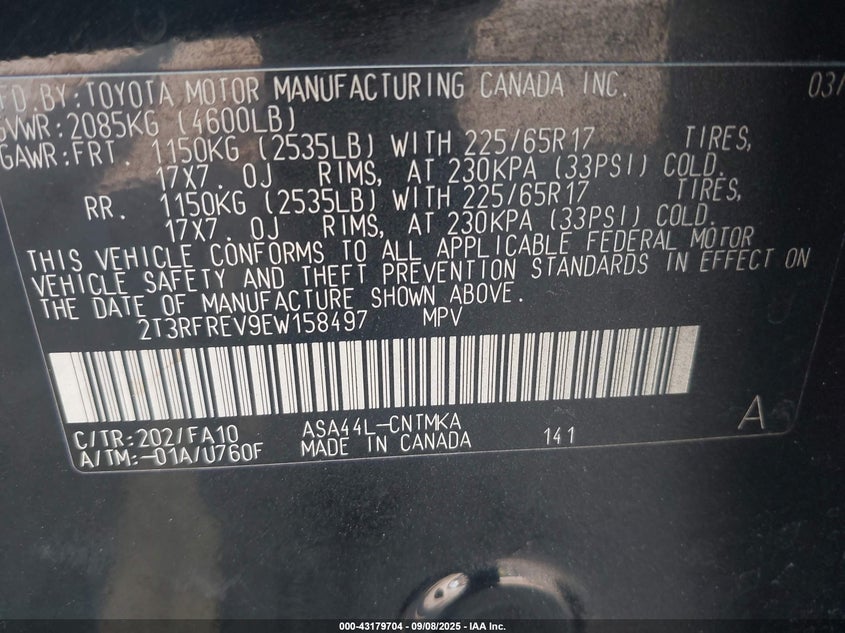 FD.BY:TOYOTA MOTOR MANUFACTURING CANADA INC. 03/
GVWR:2085KG (4600LB)
GAWR:FRT. 1150KG (2535LB) WITH 225/65R17 TIRES,
17X7.0J RIMS, AT 230KPA (33PSI) COLD.
RR. 1150KG (2535LB) WITH 225/65R17 TIRES,
17X7.0J RIMS, AT 230KPA (33PSI) COLD.
THIS VEHICLE CONFORMS TO ALL APPLICABLE FEDERAL MOTOR
VEHICLE SAFETY AND THEFT PREVENTION STANDARDS IN EFFECT ON
THE DATE OF MANUFACTURE SHOWN ABOVE.
2T3RFREV9EW158497 MPV
C/TR:202/FA10 ASA44L-CNTMKA 141 A
A/TM:-01A/U760F MADE IN CANADA
000-43179704 - 09/08/2025 - IAA Inc.